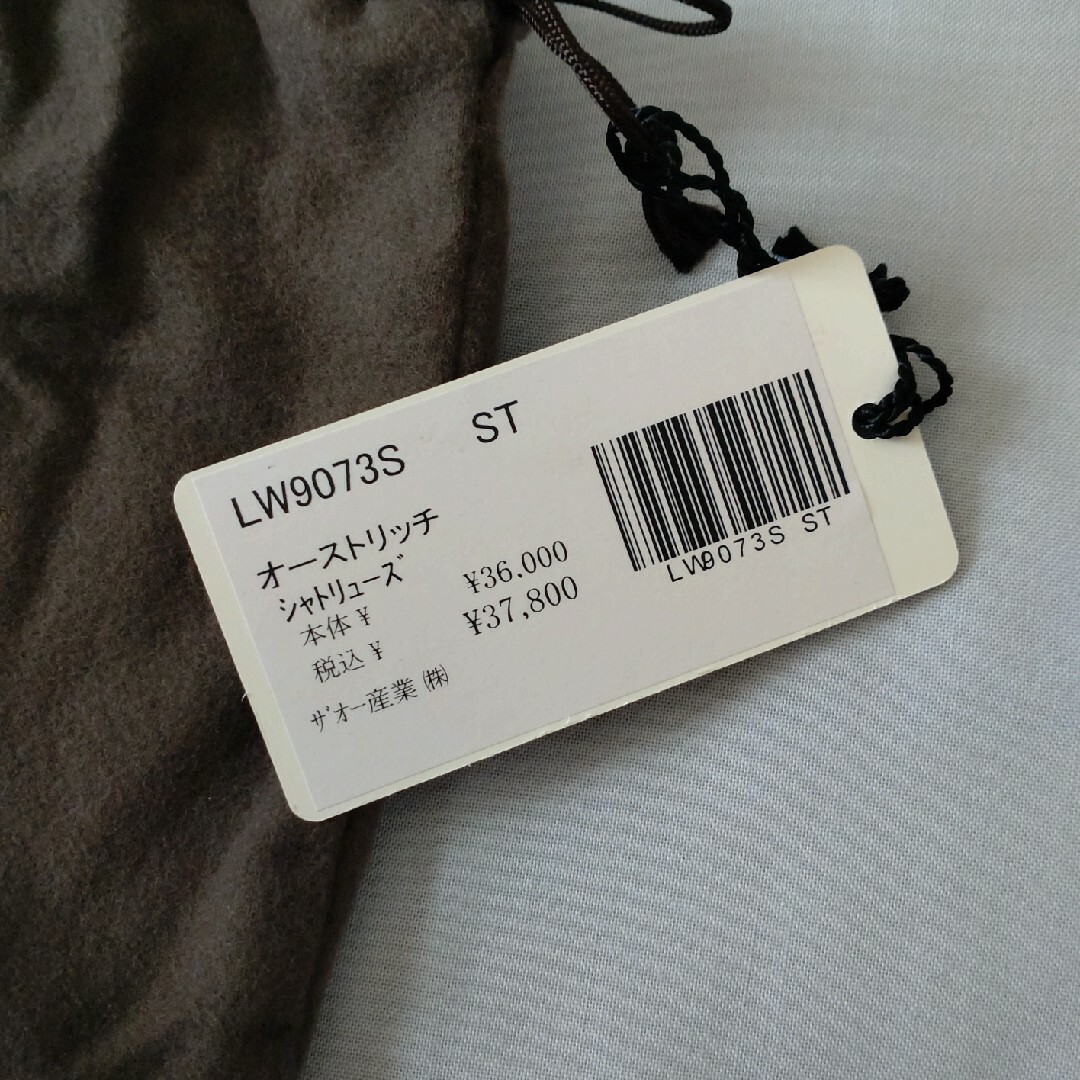 LW9073S ST
オーストリッチ
シャトリューズ
本体¥ ¥36.000
税込¥ ¥37,800
ｻﾞオー産業㈱
LW9073S ST